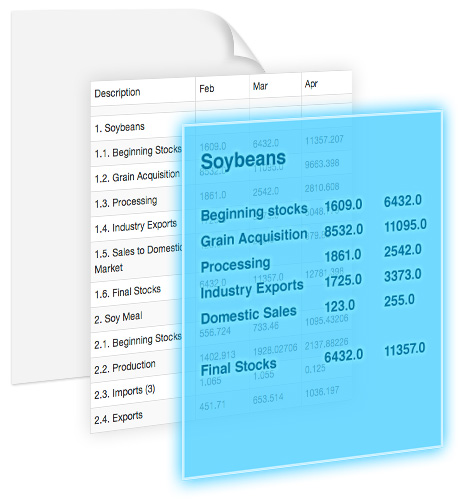 Description Feb Mar Apr
1. Soybeans
1.1. Beginning Stocks 1609.0 6432.0 11357.207
1.2. Grain Acquisition 8532.0 11095.0 9663.398
1.3. Processing 1861.0 2542.0 2810.608
1.4. Industry Exports
1.5. Sales to Domestic
Market
1.6. Final Stocks 6432.0 11357.0 12781.396
2. Soy Meal
2.1. Beginning Stocks 556.724 733.46 1095.43206
2.2. Production 1402.913 1928.02706 2137.88226
2.3. Imports (3) 1.065 1.055 0.125
2.4. Exports 451.71 653.514 1036.197
Soybeans
Beginning stocks 1609.0 6432.0
Grain Acquisition 8532.0 11095.0
Processing 1861.0 2542.0
Industry Exports 1725.0 3373.0
Domestic Sales 123.0 255.0
Final Stocks 6432.0 11357.0